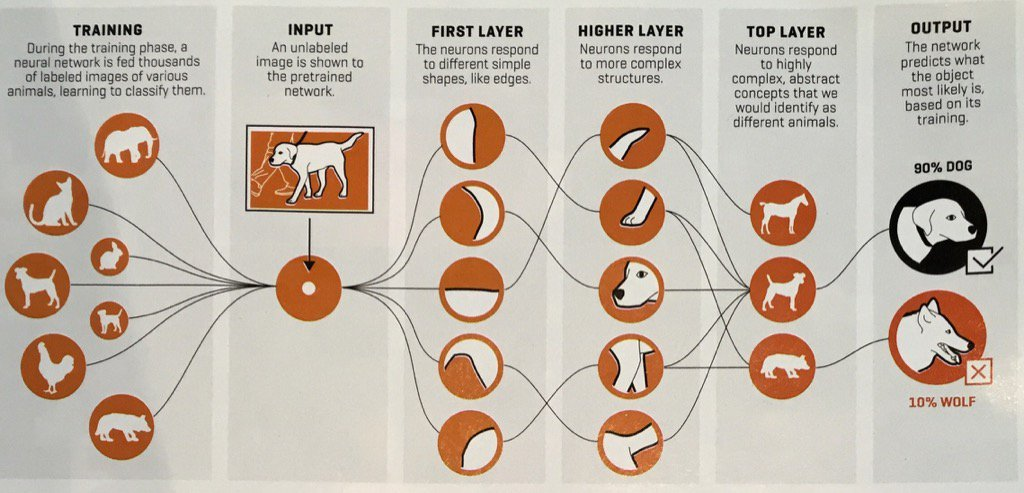 TRAINING
During the training phase, a
neural network is fed thousands
of labeled images of various
animals, learning to classify them.
INPUT
An unlabeled
image is shown to
the pretrained
network.
FIRST LAYER
The neurons respond
to different simple
shapes, like edges.
HIGHER LAYER
Neurons respond
to more complex
structures.
TOP LAYER
Neurons respond
to highly
complex, abstract
concepts that we
would identify as
different animals.
OUTPUT
The network
predicts what
the object
most likely is,
based on its
training.
90% DOG
10% WOLF